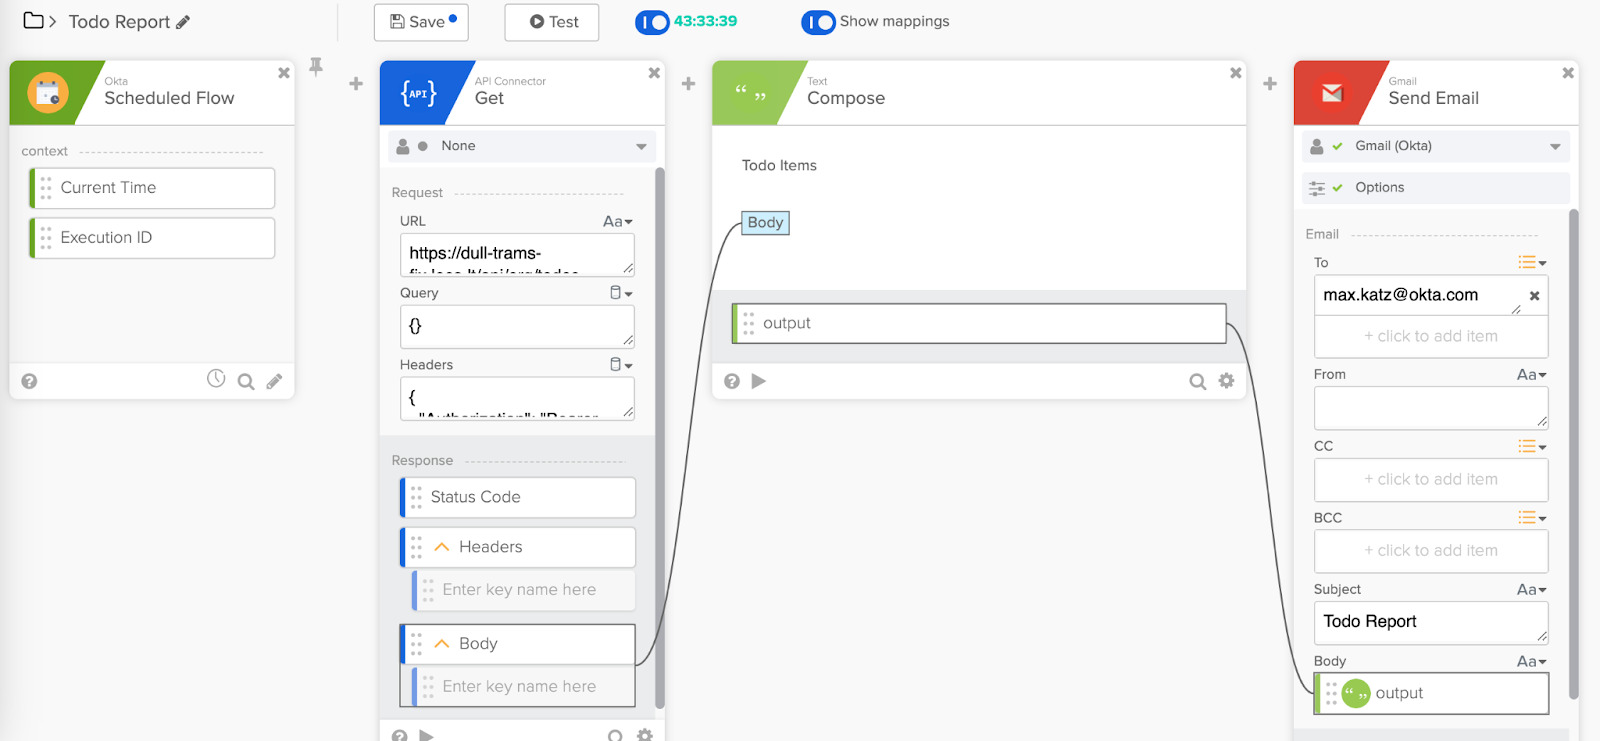 Todo Report
Save
Test
43:33:39
Show mappings
Okta
Scheduled Flow
context
Current Time
Execution ID
{API}
API Connector
Get
None
Request
URL
Aa
https://dull-trams-
Query
{}
Headers
{
Response
Status Code
Headers
Enter key name here
Body
Enter key name here
Text
Compose
Todo Items
Body
output
Gmail
Send Email
Gmail (Okta)
Options
Email
To
max.katz@okta.com
+ click to add item
From
Aa
CC
+ click to add item
BCC
+ click to add item
Subject
Aa
Todo Report
Body
Aa
output